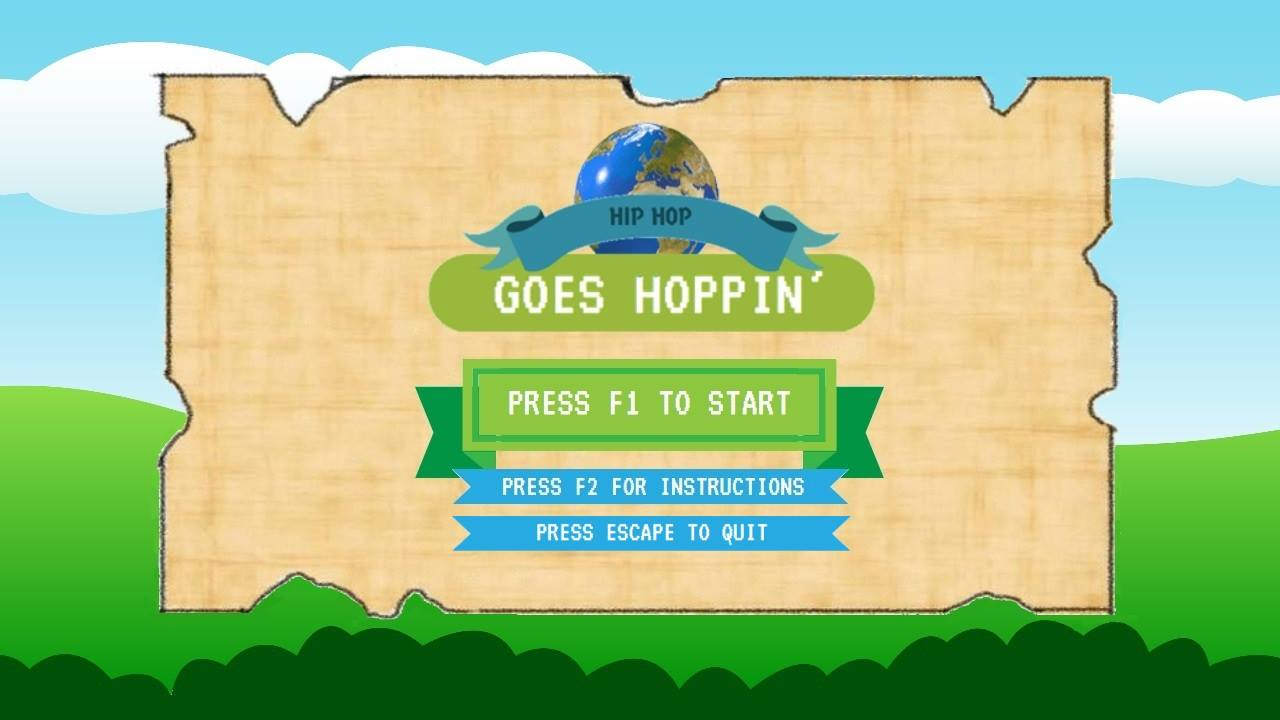 HIP HOP
GOES HOPPIN'
PRESS F1 TO START
PRESS F2 FOR INSTRUCTIONS
PRESS ESCAPE TO QUIT